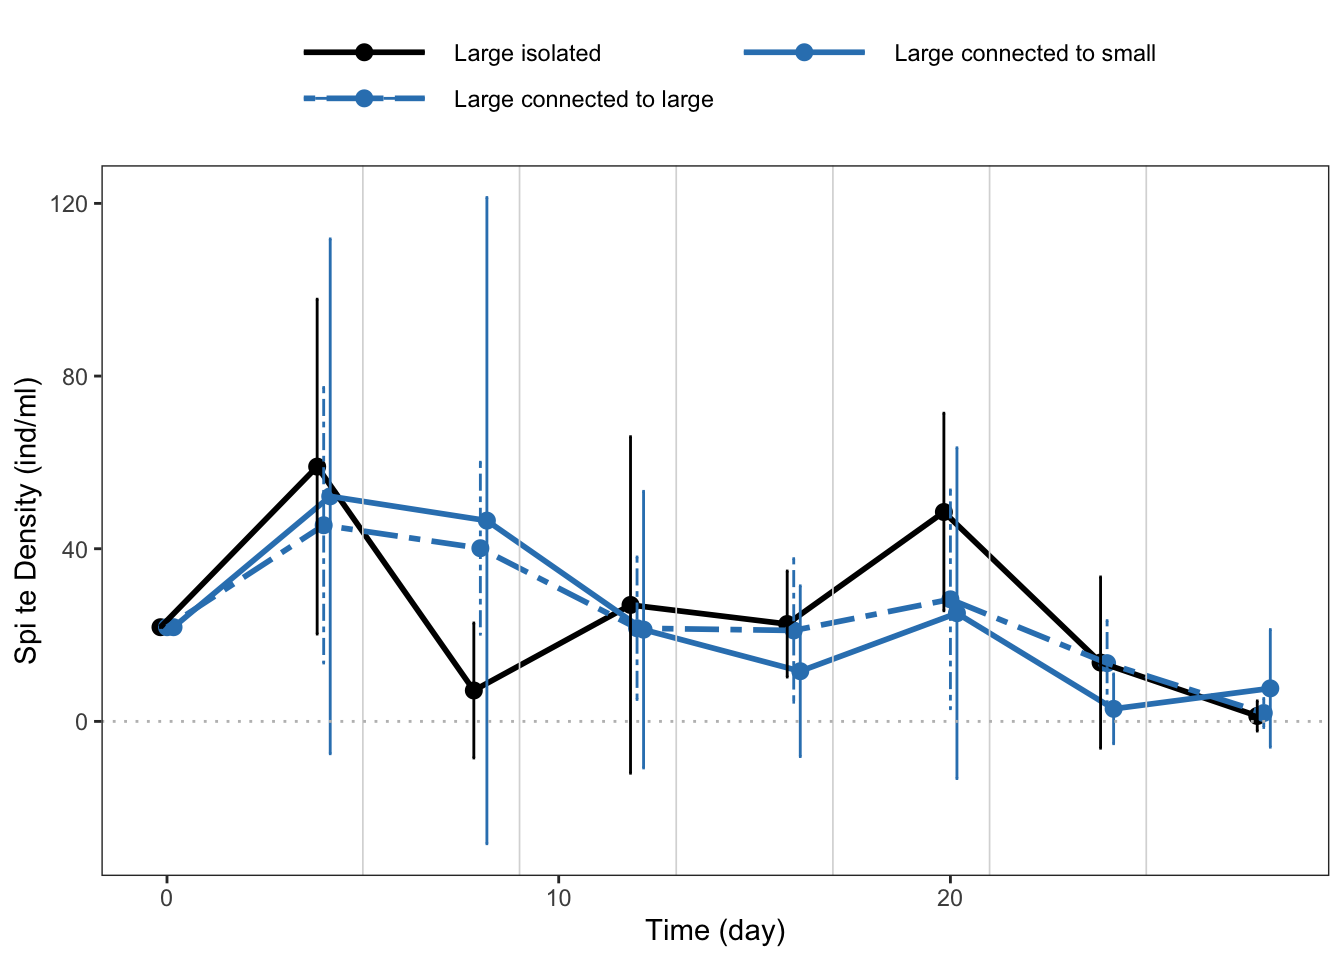 Large isolated
Large connected to small
Large connected to large
Spi te Density (ind/ml)
120
80
40
0
0
10
20
Time (day)